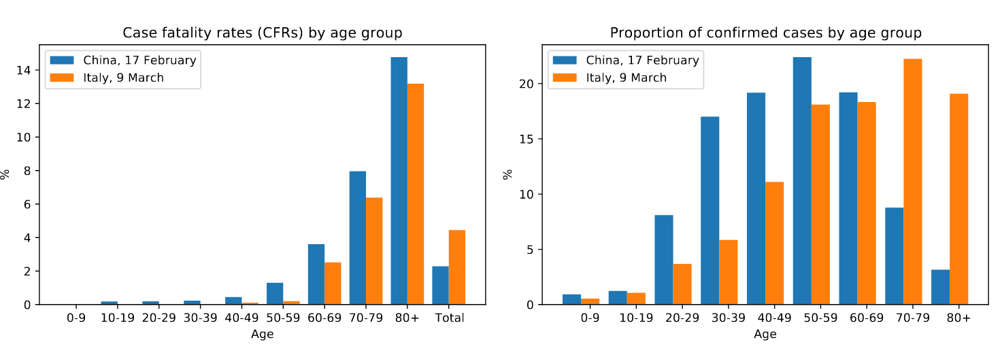 Case fatality rates (CFRs) by age group
China, 17 February
Italy, 9 March
14
12
10
8
6
4
2
0
%
0-9 10-19 20-29 30-39 40-49 50-59 60-69 70-79 80+ Total
Age
Proportion of confirmed cases by age group
China, 17 February
Italy, 9 March
20
15
10
5
0
%
0-9 10-19 20-29 30-39 40-49 50-59 60-69 70-79 80+
Age